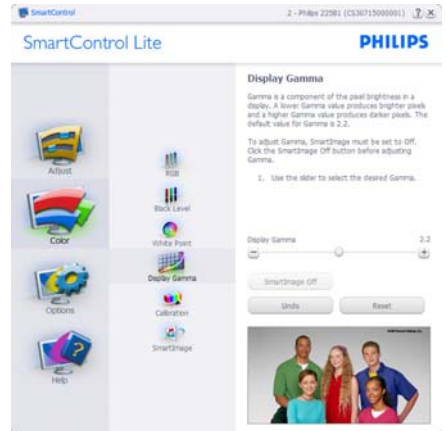 SmartControl
2 - Philips 225B1 (CS30715000001)
? X
SmartControl Lite
PHILIPS
Adjust
Color
Options
Help
RGB
Black Level
White Point
Display Gamma
Calibration
SmartImage
Display Gamma
Gamma is a component of the pixel brightness in a
display. A lower Gamma value produces brighter pixels
and a higher Gamma value produces darker pixels. The
default value for Gamma is 2.2.
To adjust Gamma, SmartImage must be set to Off.
Click the SmartImage Off button before adjusting
Gamma.
1. Use the slider to select the desired Gamma.
Display Gamma
2.2
SmartImage Off
Undo
Reset